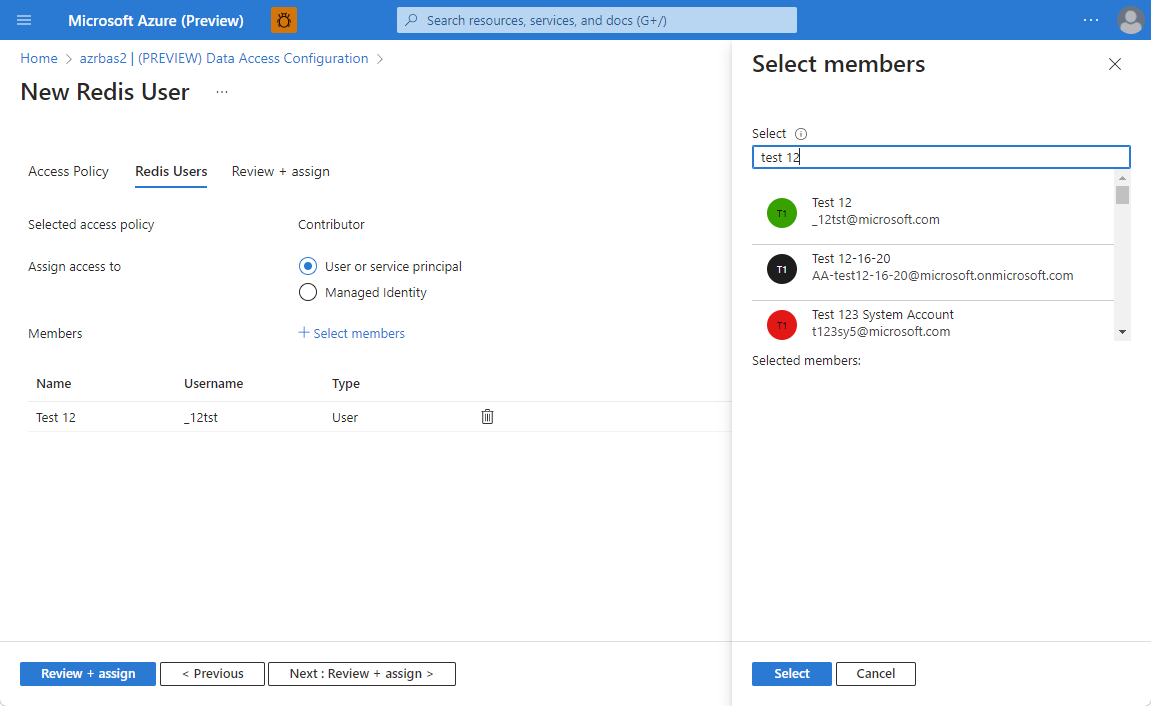 Microsoft Azure (Preview)
Search resources, services, and docs (G+/)
Home > azrbas2 | (PREVIEW) Data Access Configuration >
New Redis User ...
Access Policy Redis Users Review + assign
Selected access policy Contributor
Assign access to User or service principal
Managed Identity
Members + Select members
Name Username Type
Test 12 _12tst User
Review + assign < Previous Next : Review + assign >
Select members
Select
test 12
T1 Test 12
_12tst@microsoft.com
T1 Test 12-16-20
AA-test12-16-20@microsoft.onmicrosoft.com
T1 Test 123 System Account
t123sy5@microsoft.com
Selected members:
Select Cancel